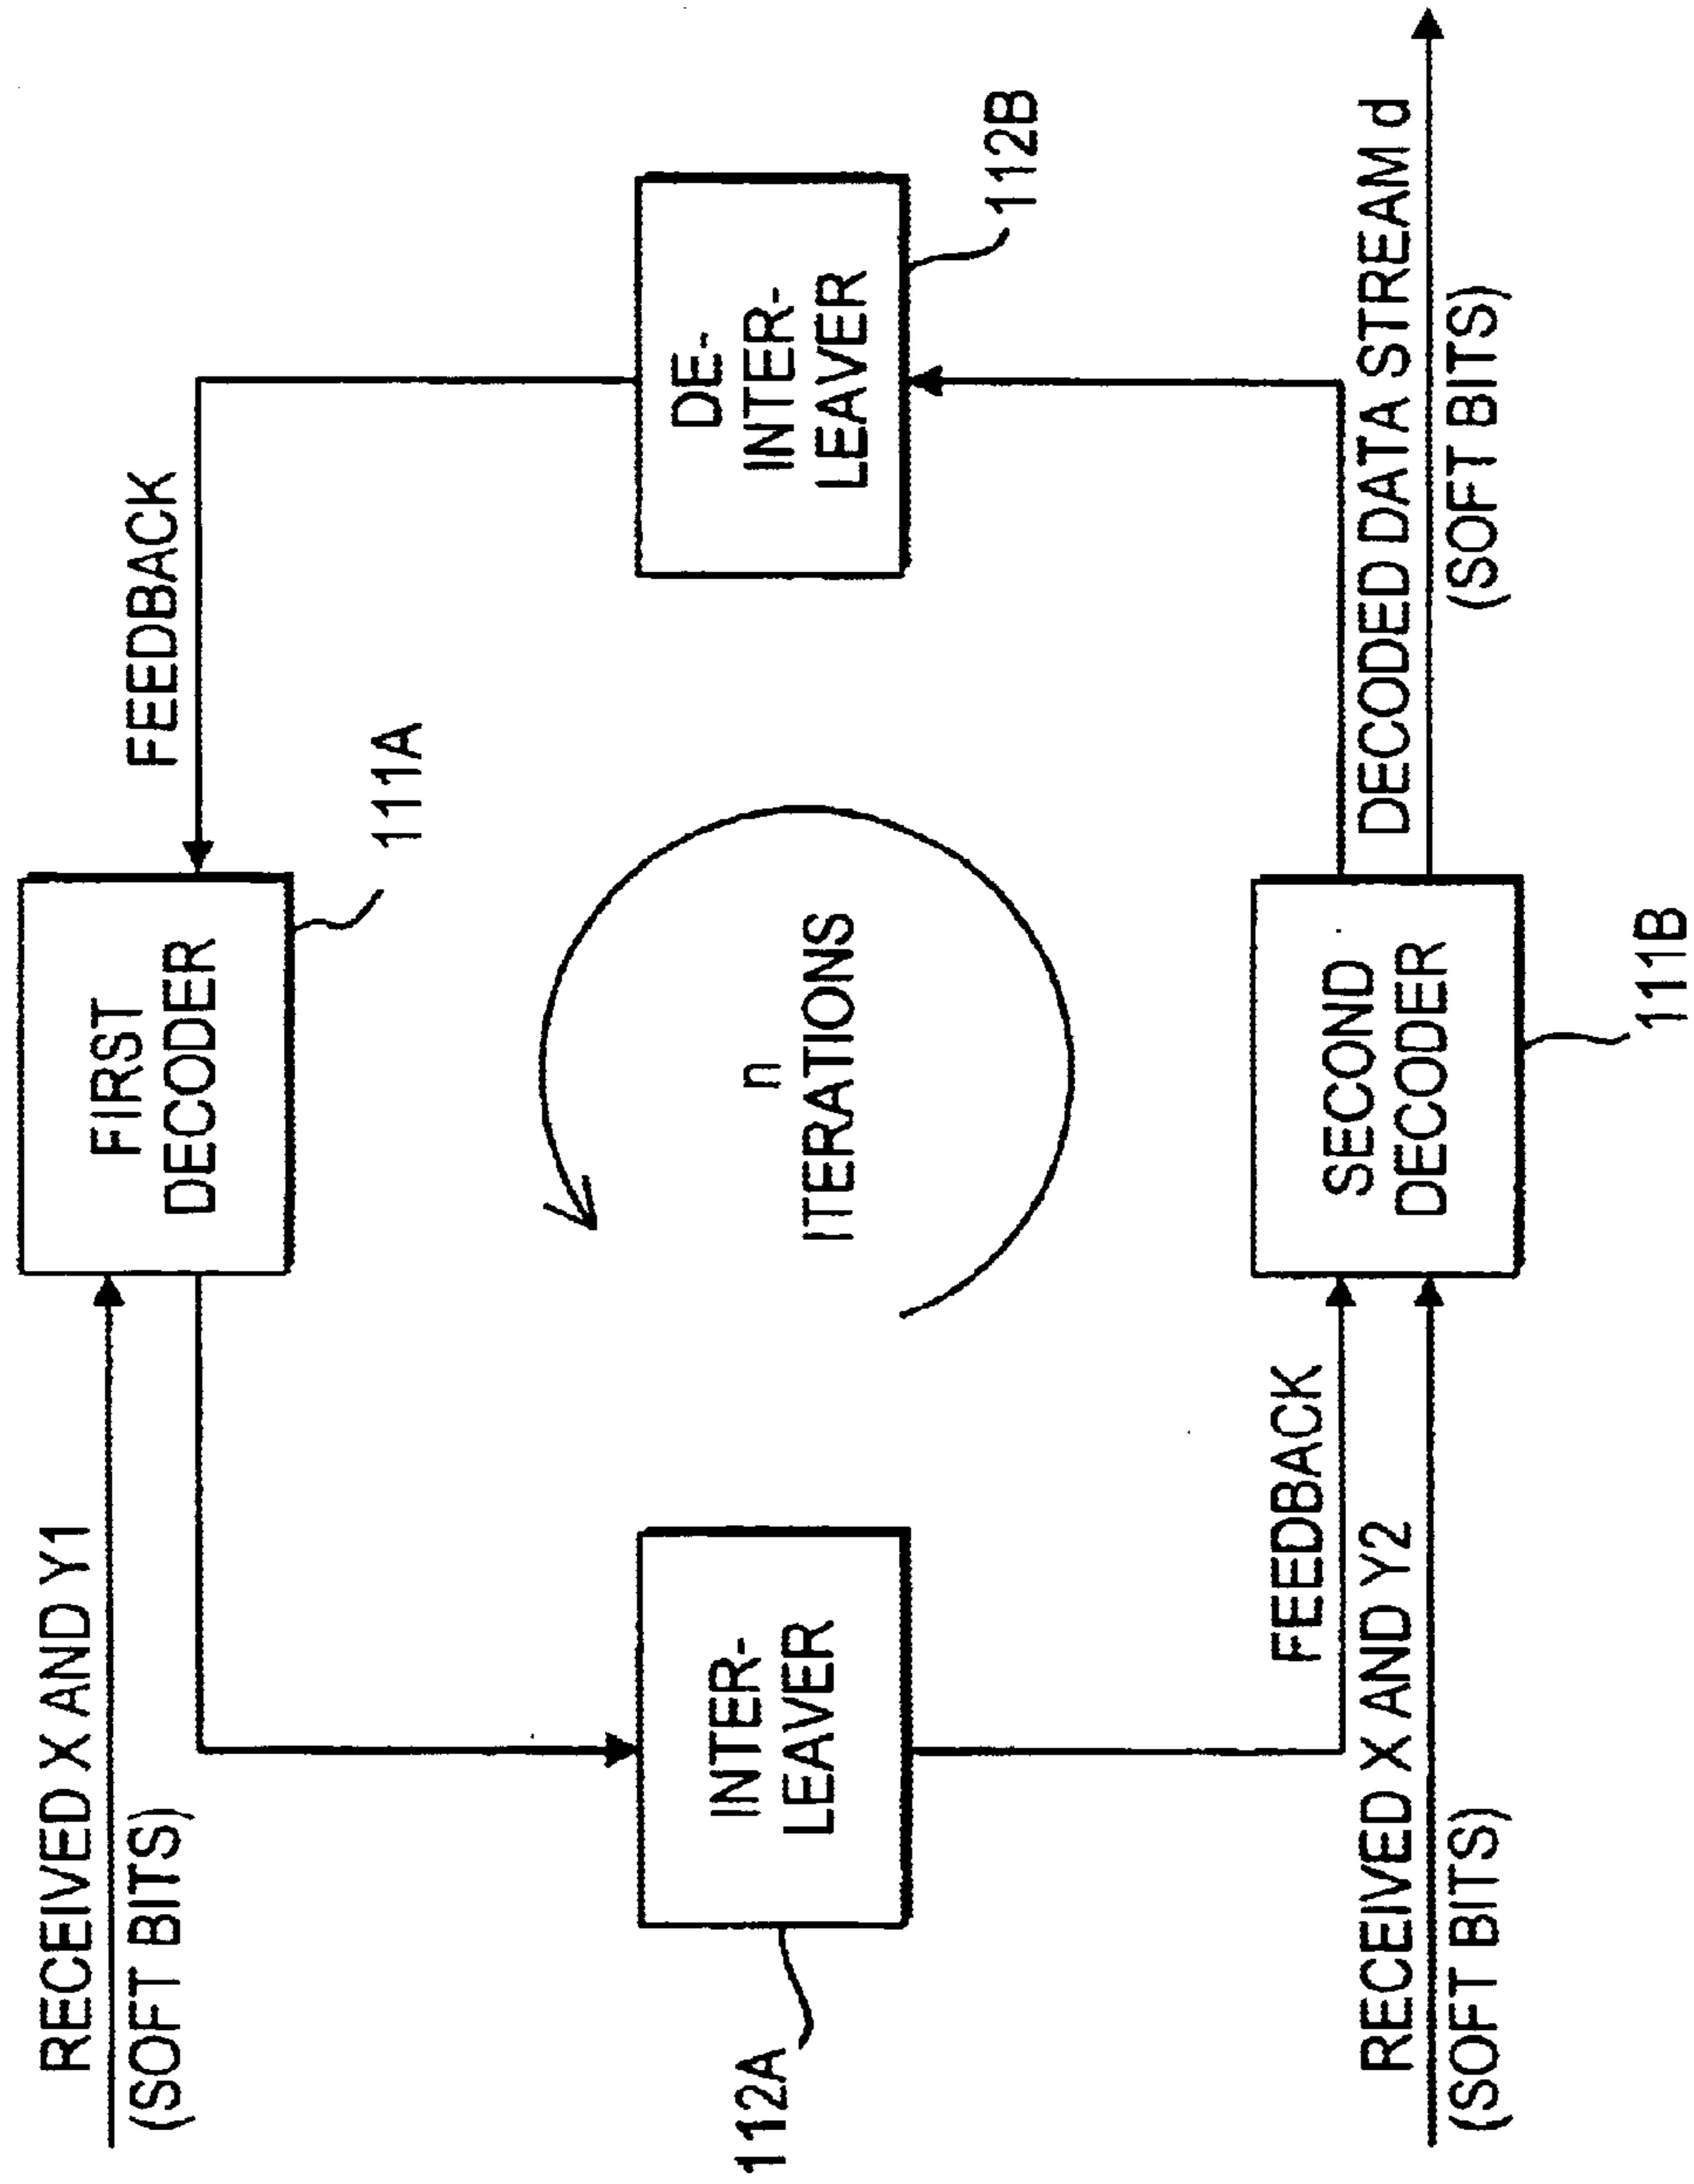 RECEIVED X AND Y1
(SOFT BITS)
FIRST
DECODER
111A
FEEDBACK
112A
INTER-
LEAVER
n
ITERATIONS
DE-
INTER-
LEAVER
112B
FEEDBACK
RECEIVED X AND Y2
(SOFT BITS)
SECOND
DECODER
111B
DECODED DATA STREAM d
(SOFT BITS)